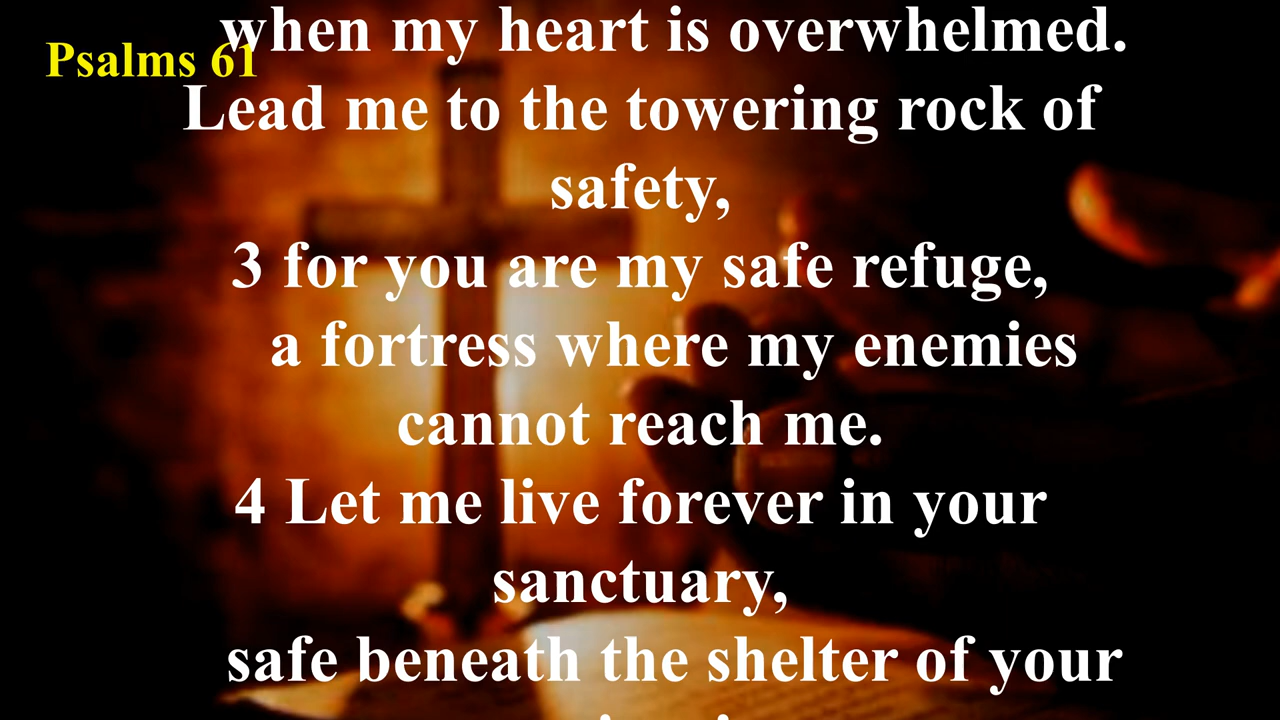 when my heart is overwhelmed.
Psalms 61
Lead me to the towering rock of
safety,
3 for you are my safe refuge,
a fortress where my enemies
cannot reach me.
4 Let me live forever in your
sanctuary,
safe beneath the shelter of your